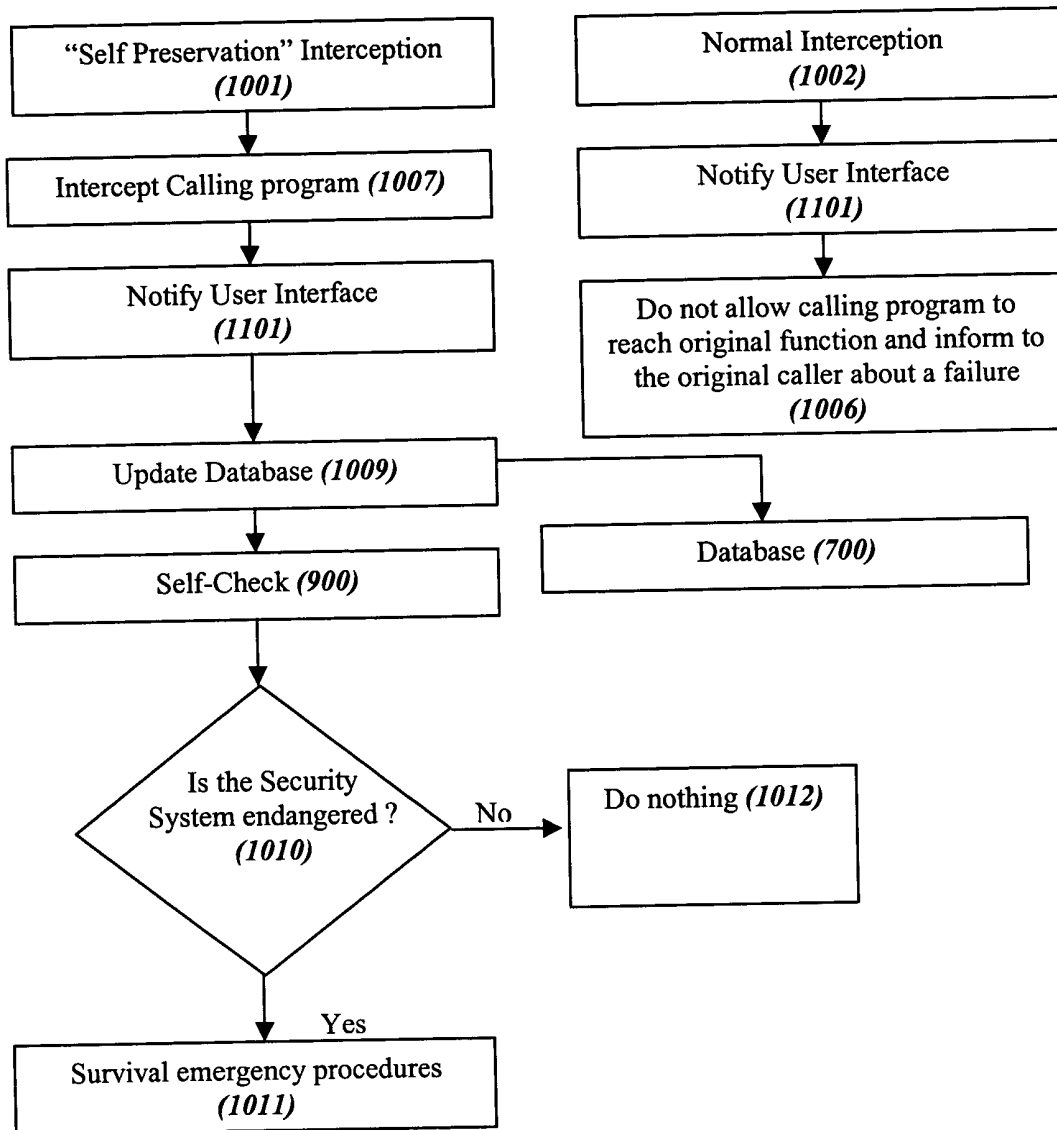 “Self Preservation” Interception
(1001)
Intercept Calling program (1007)
Notify User Interface
(1101)
Update Database (1009)
Self-Check (900)
Is the Security
System endangered ?
(1010)
No
Yes
Survival emergency procedures
(1011)
Normal Interception
(1002)
Notify User Interface
(1101)
Do not allow calling program to
reach original function and inform to
the original caller about a failure
(1006)
Database (700)
Do nothing (1012)